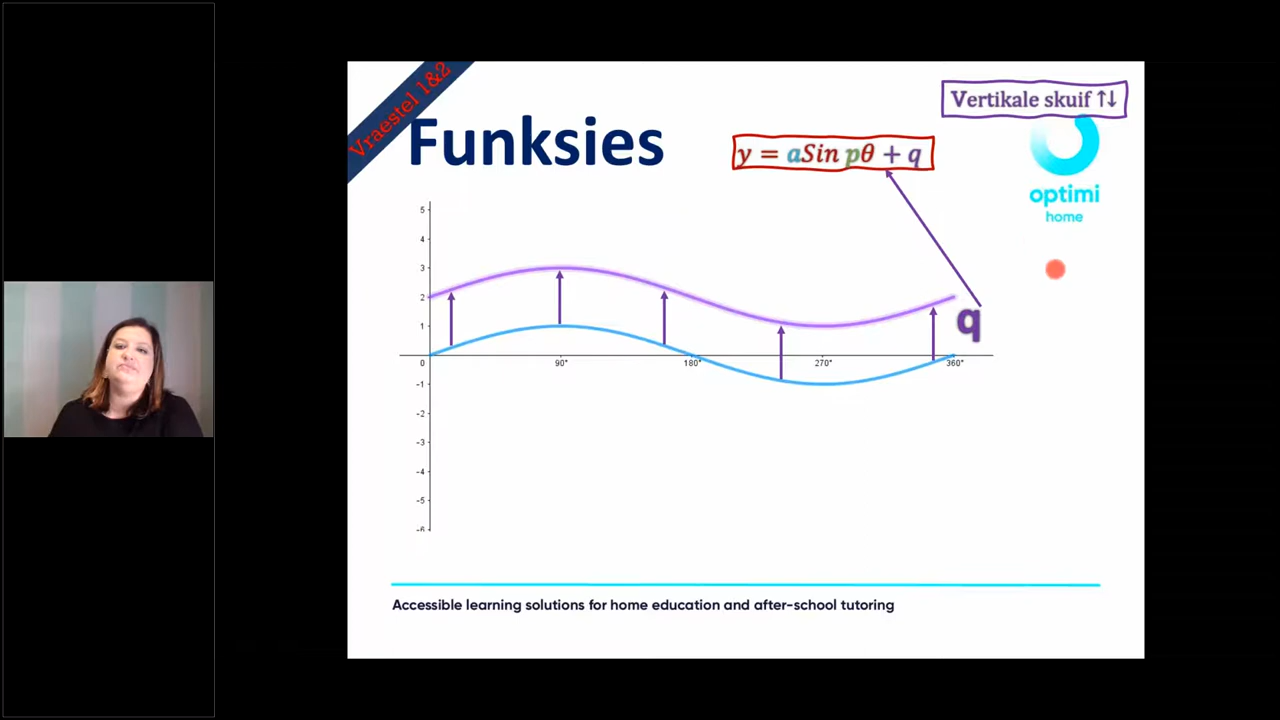 Vraestel 1&2
Funksies
Vertikale skuif ↑↓
y = aSin pθ + q
optimi
home
5
4
3
2
1
0
90°
180°
270°
360°
-1
-2
-3
-4
-5
-6
q
Accessible learning solutions for home education and after-school tutoring